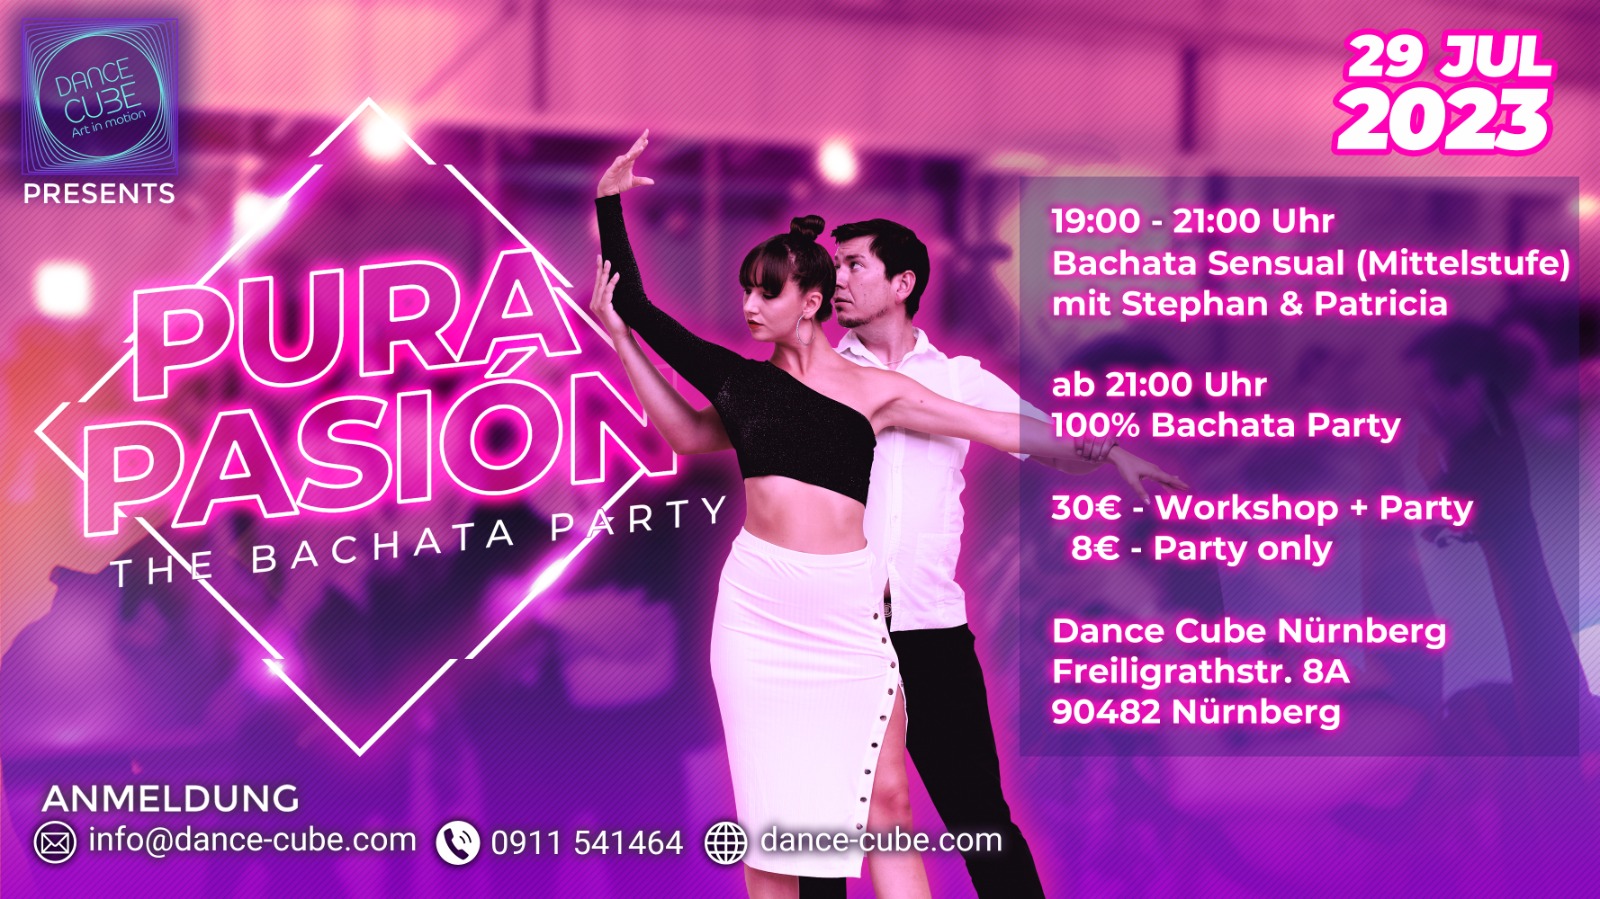 DANCE
CUBE
Art in motion
PRESENTS
29 JUL
2023
PURA
PASIÓN
THE BACHATA PARTY
19:00 - 21:00 Uhr
Bachata Sensual (Mittelstufe)
mit Stephan & Patricia
ab 21:00 Uhr
100% Bachata Party
30€ - Workshop + Party
8€ - Party only
Dance Cube Nürnberg
Freiligrathstr. 8A
90482 Nürnberg
ANMELDUNG
info@dance-cube.com 0911 541464 dance-cube.com